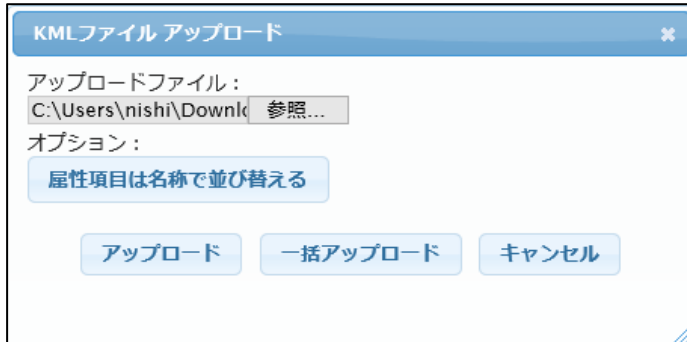 KMLファイル アップロード
アップロードファイル：
C:\Users\nishi\Downlo 参照...
オプション：
属性項目は名称で並び替える
アップロード 一括アップロード キャンセル